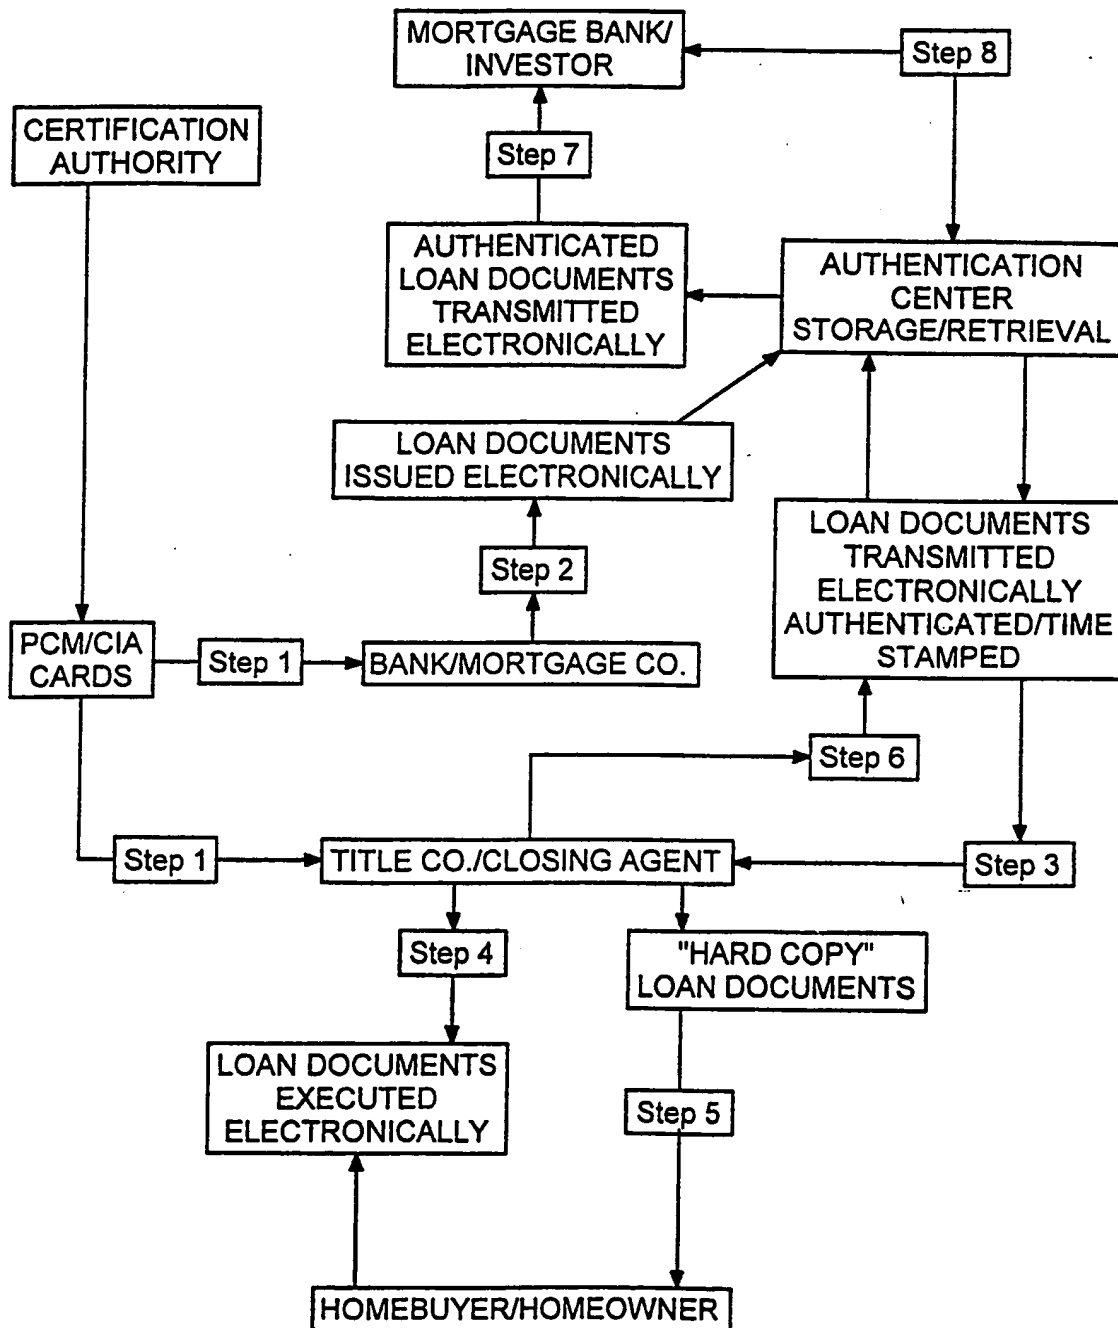 MORTGAGE BANK/
INVESTOR
Step 8
CERTIFICATION
AUTHORITY
Step 7
AUTHENTICATED
LOAN DOCUMENTS
TRANSMITTED
ELECTRONICALLY
AUTHENTICATION
CENTER
STORAGE/RETRIEVAL
LOAN DOCUMENTS
ISSUED ELECTRONICALLY
Step 2
LOAN DOCUMENTS
TRANSMITTED
ELECTRONICALLY
AUTHENTICATED/TIME
STAMPED
PCM/CIA
CARDS
Step 1
BANK/MORTGAGE CO.
Step 6
Step 1
TITLE CO./CLOSING AGENT
Step 3
Step 4
"HARD COPY"
LOAN DOCUMENTS
LOAN DOCUMENTS
EXECUTED
ELECTRONICALLY
Step 5
HOMEBUYER/HOMEOWNER